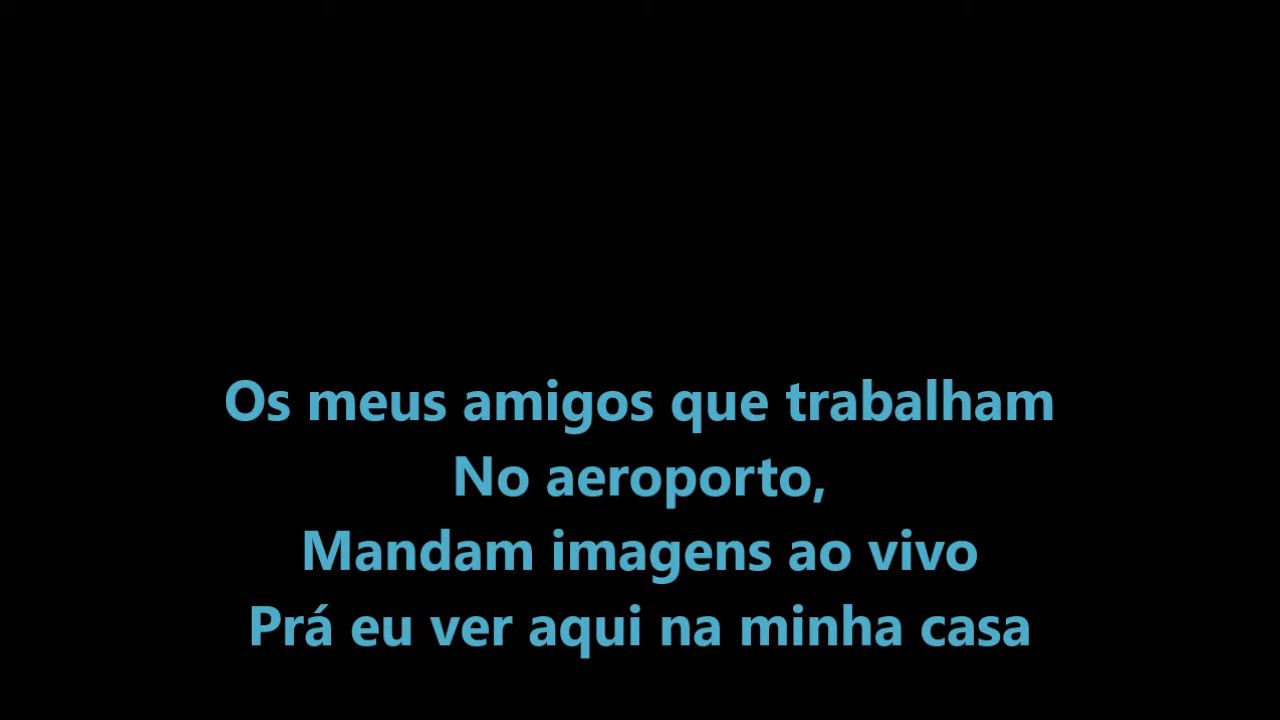 Os meus amigos que trabalham
No aeroporto,
Mandam imagens ao vivo
Prá eu ver aqui na minha casa